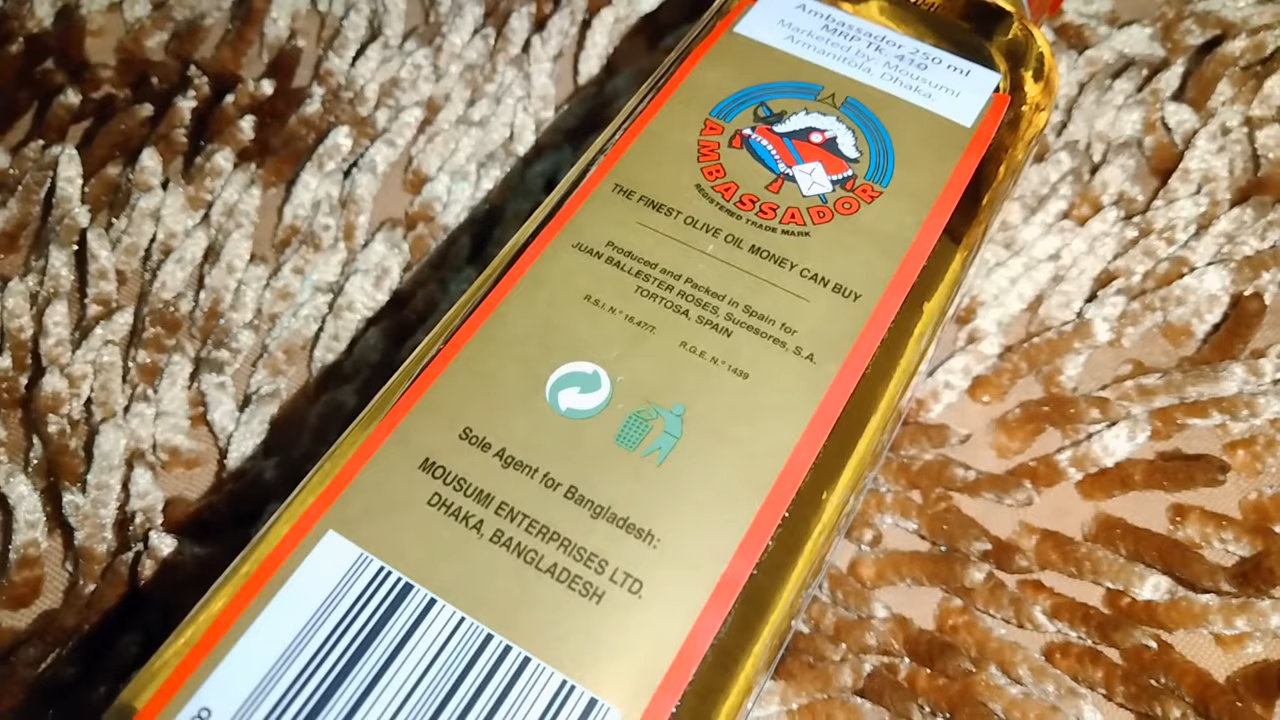 Ambassador 250 ml
MRP Tk. 410
Marketed by: Mousumi
Armanitola, Dhaka.
AMBASSADOR
REGISTERED TRADE MARK
THE FINEST OLIVE OIL MONEY CAN BUY
Produced and Packed in Spain for
JUAN BALLESTER ROSES, Sucesores, S.A.
TORTOSA, SPAIN
R.S.I. N.º 16.477/T.
R.G.E. N.º 1439
Sole Agent for Bangladesh:
MOUSUMI ENTERPRISES LTD.
DHAKA, BANGLADESH